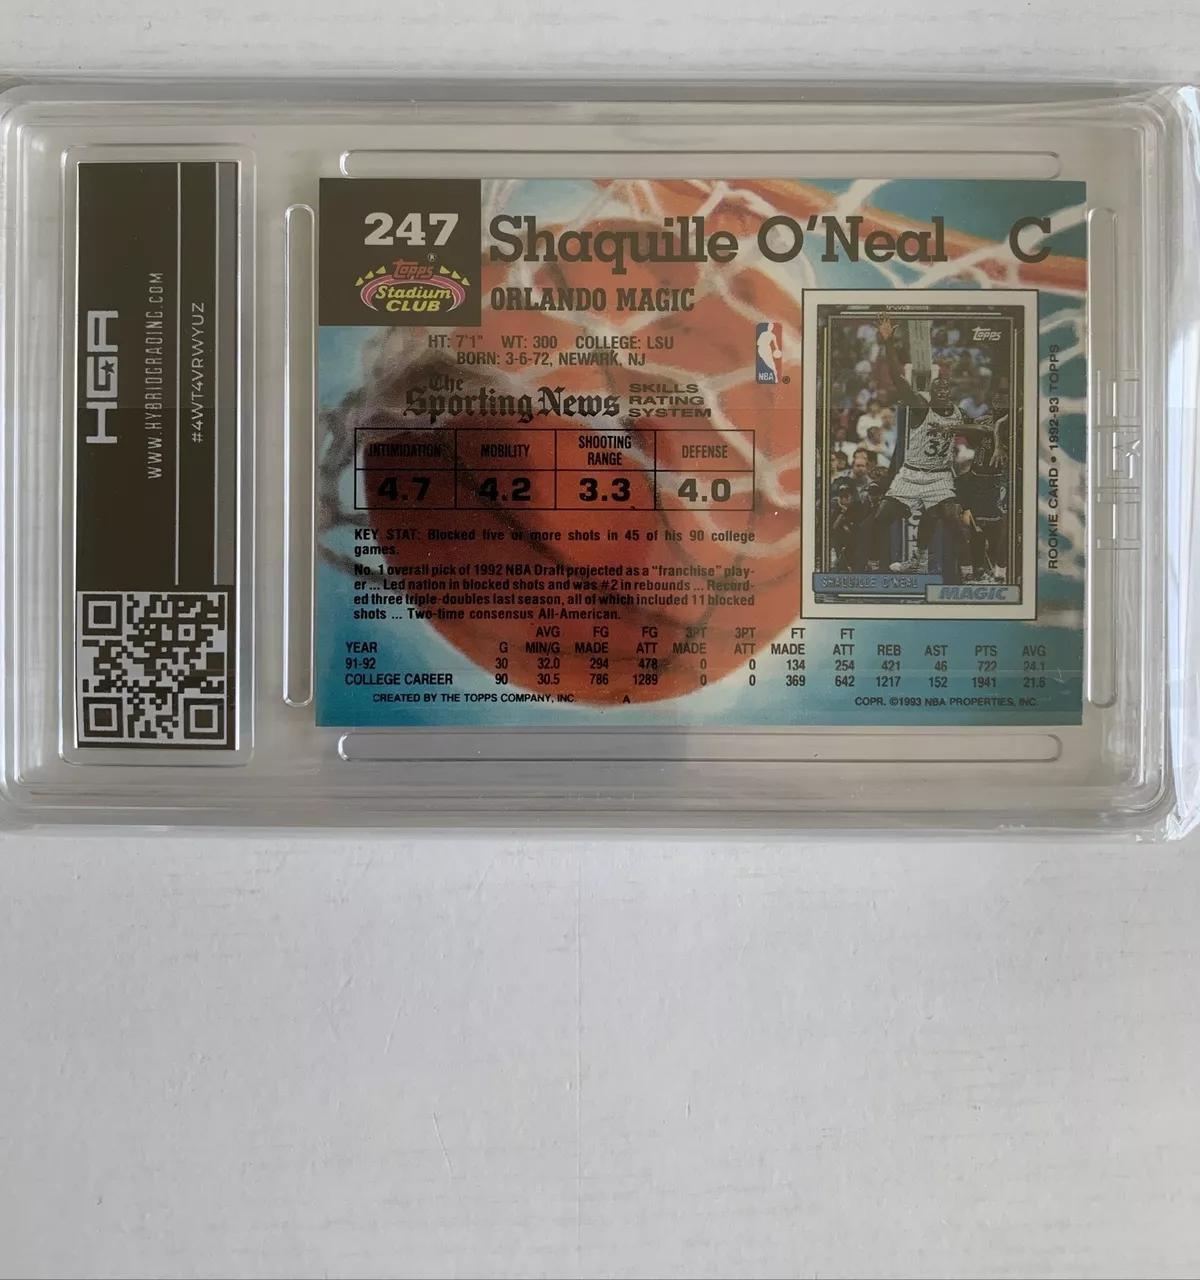 HGA
WWW.HYBRIDGRADING.COM
#4WT4VRWYUZ
247
Topps®
Stadium
CLUB
Shaquille O'Neal C
ORLANDO MAGIC
HT: 7'1" WT: 300 COLLEGE: LSU
BORN: 3-6-72, NEWARK, NJ
NBA ®
The
Sporting News
SKILLS
RATING
SYSTEM
INTIMIDATION MOBILITY SHOOTING RANGE DEFENSE
4.7 4.2 3.3 4.0
KEY STAT: Blocked five or more shots in 45 of his 90 college
games.
No. 1 overall pick of 1992 NBA Draft projected as a "franchise" play-
er ... Led nation in blocked shots and was #2 in rebounds ... Record-
ed three triple-doubles last season, all of which included 11 blocked
shots ... Two-time consensus All-American.
Topps
32
SHAQUILLE O'NEAL
MAGIC
ROOKIE CARD • 1992-93 TOPPS
AVG FG FG 3PT 3PT FT FT
YEAR G MIN/G MADE ATT MADE ATT MADE ATT REB AST PTS AVG
91-92 30 32.0 294 478 0 0 134 254 421 46 722 24.1
COLLEGE CAREER 90 30.5 786 1289 0 0 369 642 1217 152 1941 21.6
CREATED BY THE TOPPS COMPANY, INC. A COPR. ©1993 NBA PROPERTIES, INC.